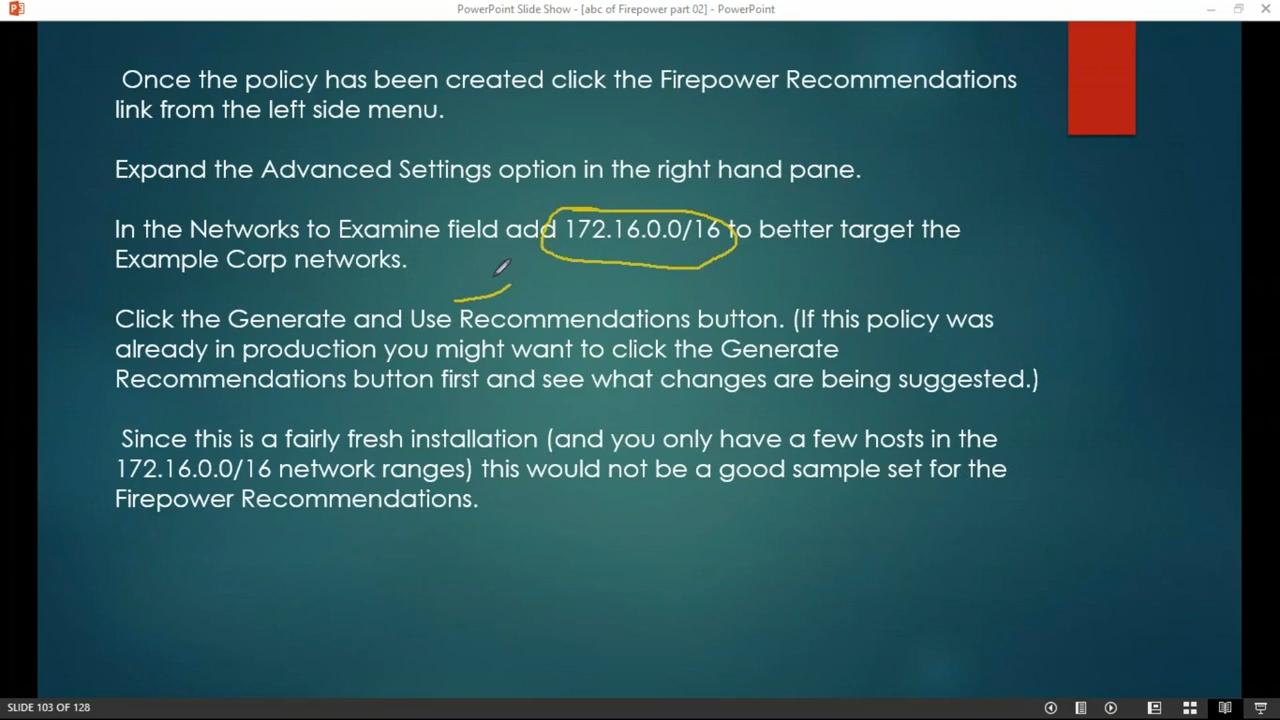 PowerPoint Slide Show - [abc of Firepower part 02] - PowerPoint
Once the policy has been created click the Firepower Recommendations
link from the left side menu.
Expand the Advanced Settings option in the right hand pane.
In the Networks to Examine field add 172.16.0.0/16 to better target the
Example Corp networks.
Click the Generate and Use Recommendations button. (If this policy was
already in production you might want to click the Generate
Recommendations button first and see what changes are being suggested.)
Since this is a fairly fresh installation (and you only have a few hosts in the
172.16.0.0/16 network ranges) this would not be a good sample set for the
Firepower Recommendations.
SLIDE 103 OF 128